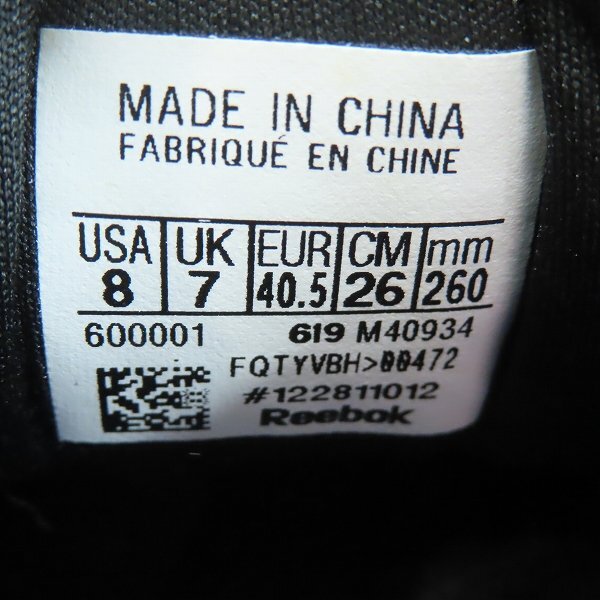 MADE IN CHINA
FABRIQUÉ EN CHINE
USA UK EUR CM mm
8 7 40.5 26 260
600001 619 M40934
FQTYVBH>00472
#122811012
Reebok